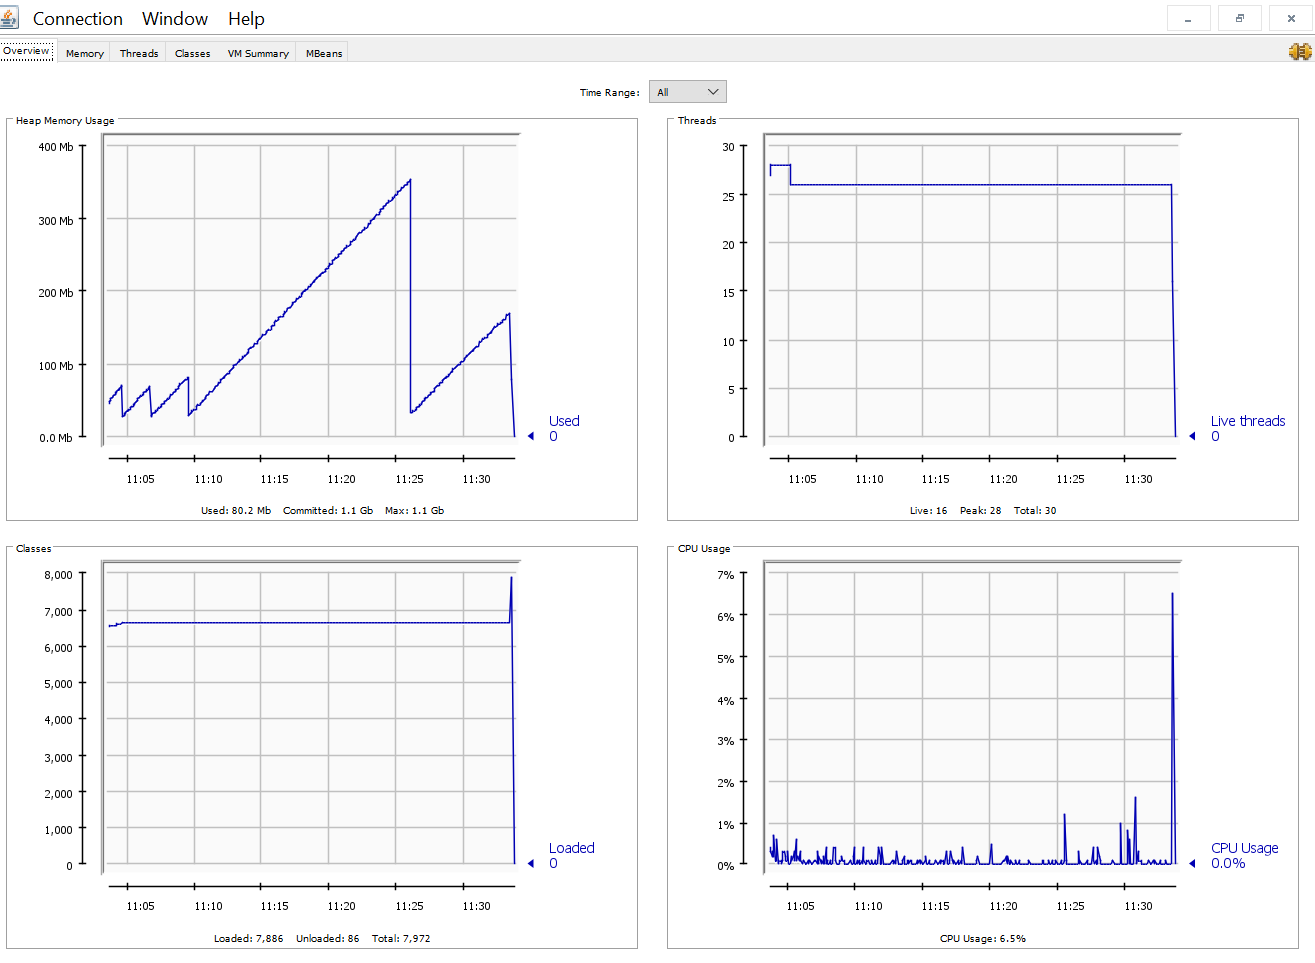 Connection Window Help
Overview Memory Threads Classes VM Summary MBeans
Time Range: All
Heap Memory Usage
400 Mb
300 Mb
200 Mb
100 Mb
0.0 Mb
Used
0
11:05 11:10 11:15 11:20 11:25 11:30
Used: 80.2 Mb Committed: 1.1 Gb Max: 1.1 Gb
Threads
30
25
20
15
10
5
0
Live threads
0
11:05 11:10 11:15 11:20 11:25 11:30
Live: 16 Peak: 28 Total: 30
Classes
8,000
7,000
6,000
5,000
4,000
3,000
2,000
1,000
0
Loaded
0
11:05 11:10 11:15 11:20 11:25 11:30
Loaded: 7,886 Unloaded: 86 Total: 7,972
CPU Usage
7%
6%
5%
4%
3%
2%
1%
0%
CPU Usage
0.0%
11:05 11:10 11:15 11:20 11:25 11:30
CPU Usage: 6.5%